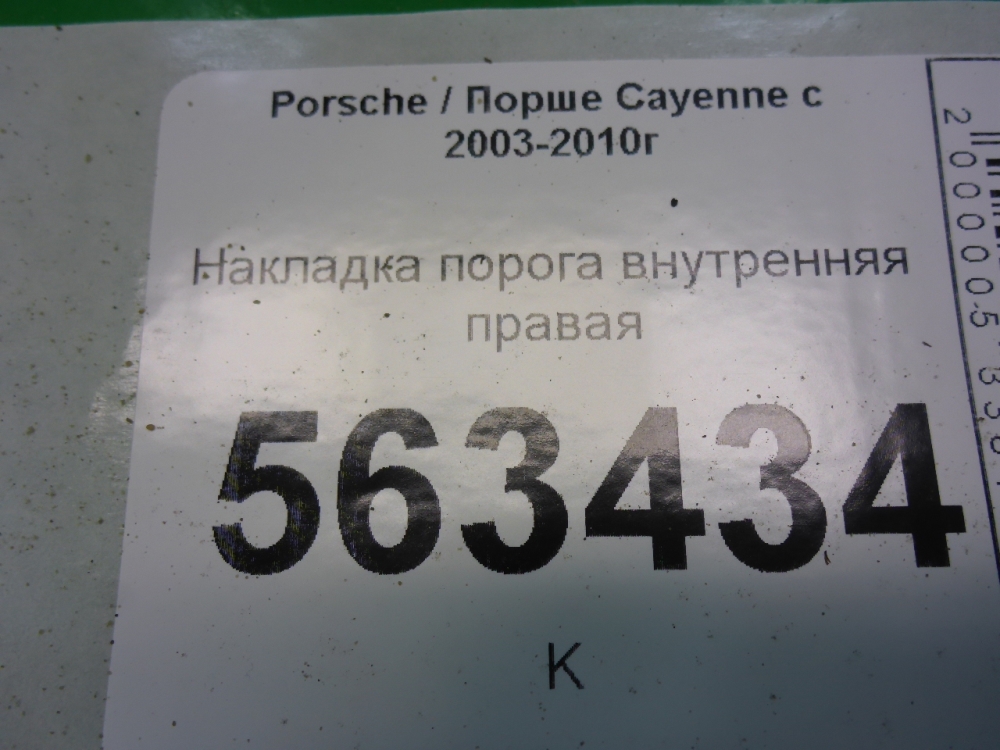 Porsche / Порше Cayenne с
2003-2010г
Накладка порога внутренняя
правая
563434
К